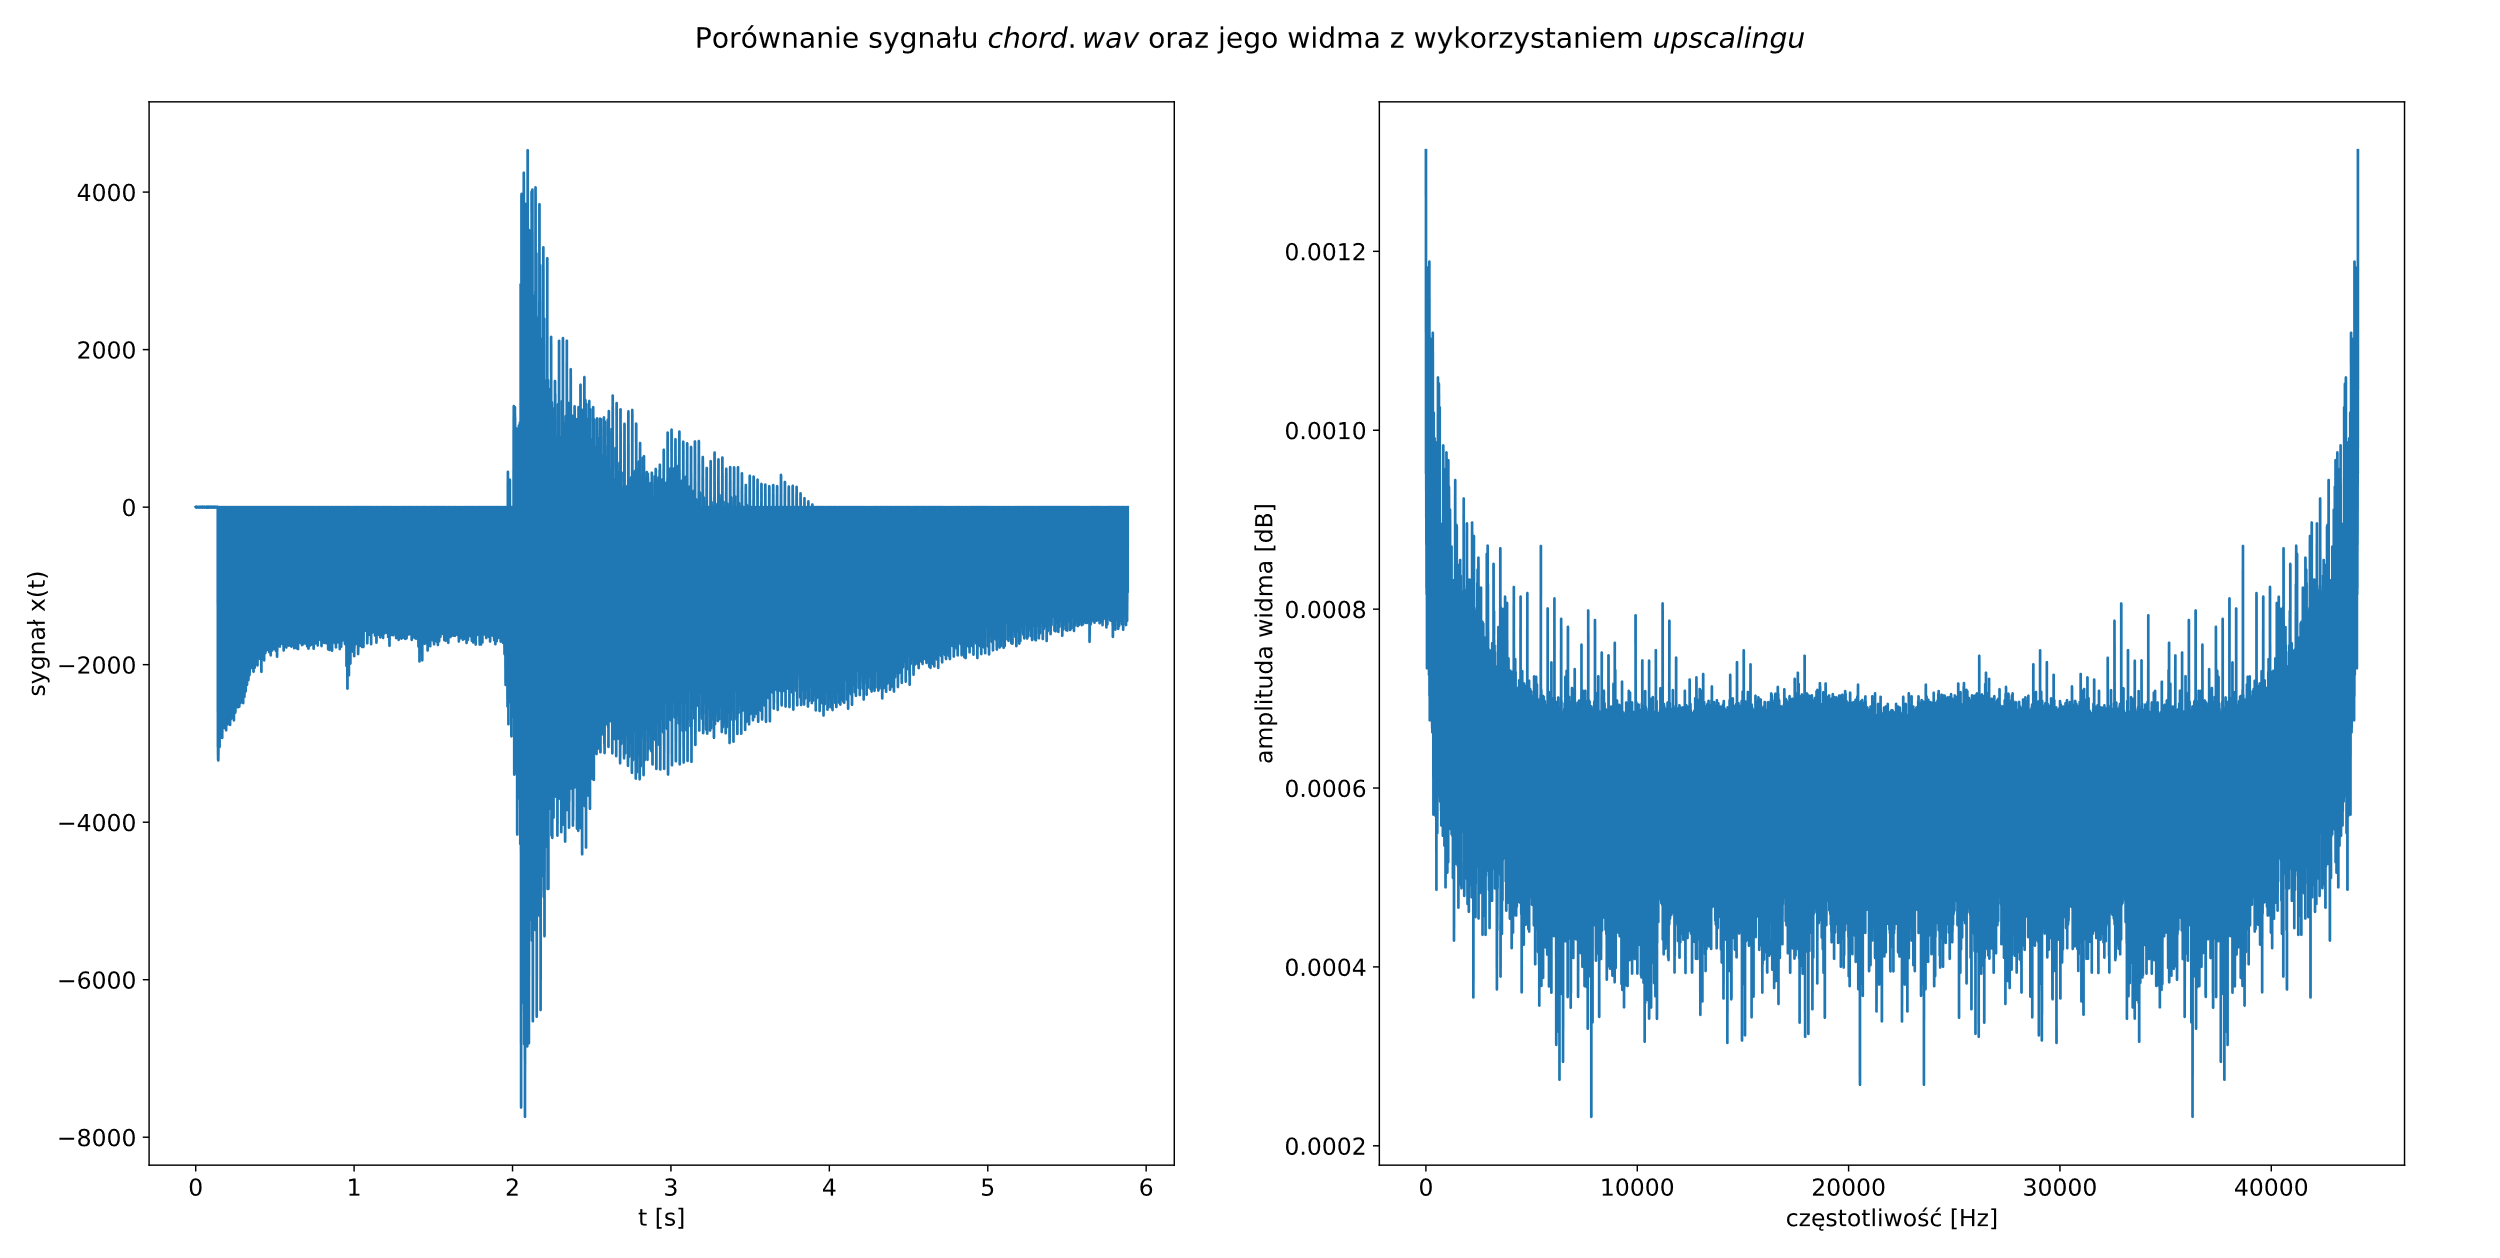 Porównanie sygnału chord.wav oraz jego widma z wykorzystaniem upscalingu
sygnał x(t)
4000
2000
0
−2000
−4000
−6000
−8000
0 1 2 3 4 5 6
t [s]
amplituda widma [dB]
0.0012
0.0010
0.0008
0.0006
0.0004
0.0002
0 10000 20000 30000 40000
częstotliwość [Hz]